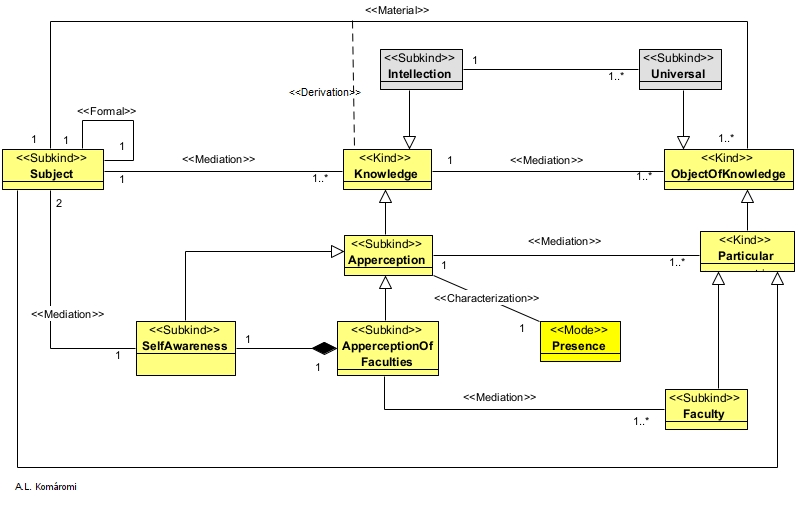 <<Material>>
<<Subkind>>
Intellection
1
1..*
<<Subkind>>
Universal
<<Derivation>>
<<Formal>>
1
1
1
1..*
<<Subkind>>
Subject
<<Mediation>>
1
1..*
<<Kind>>
Knowledge
1
<<Mediation>>
1..*
<<Kind>>
ObjectOfKnowledge
2
<<Subkind>>
Apperception
<<Mediation>>
1
1..*
<<Kind>>
Particular
<<Characterization>>
1
<<Mode>>
Presence
<<Mediation>>
1
<<Subkind>>
SelfAwareness
1
1
<<Subkind>>
ApperceptionOf
Faculties
<<Mediation>>
1..*
<<Subkind>>
Faculty
A.L. Komáromi